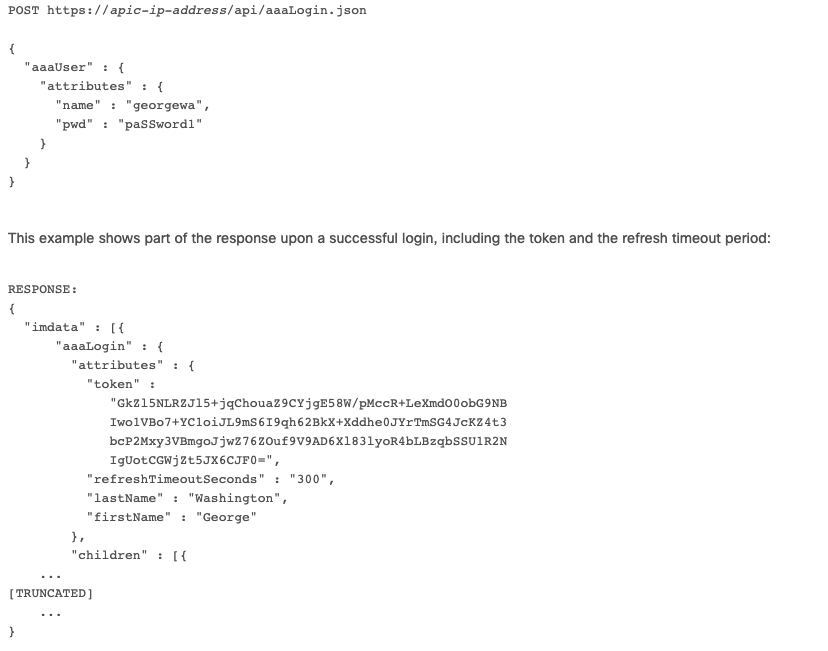 POST https://apic-ip-address/api/aaaLogin.json
{
"aaaUser" : {
"attributes" : {
"name" : "georgewa",
"pwd" : "paSSword1"
}
}
}
This example shows part of the response upon a successful login, including the token and the refresh timeout period:
RESPONSE:
{
"imdata" : [{
"aaaLogin" : {
"attributes" : {
"token" :
"GkZl5NLRZJl5+jqChouaZ9CYjgE58W/pMccR+LeXmdO0obG9NB
Iwo1VBo7+YC1oiJL9mS6I9qh62BkX+Xddhe0JYrTmSG4JcKZ4t3
bcP2Mxy3VBmgoJjwZ76ZOuf9V9AD6Xl83lyoR4bLBzqbSSU1R2N
IgUotCGWjZt5JX6CJF0=",
"refreshTimeoutSeconds" : "300",
"lastName" : "Washington",
"firstName" : "George"
},
"children" : [{
...
[TRUNCATED]
...
}